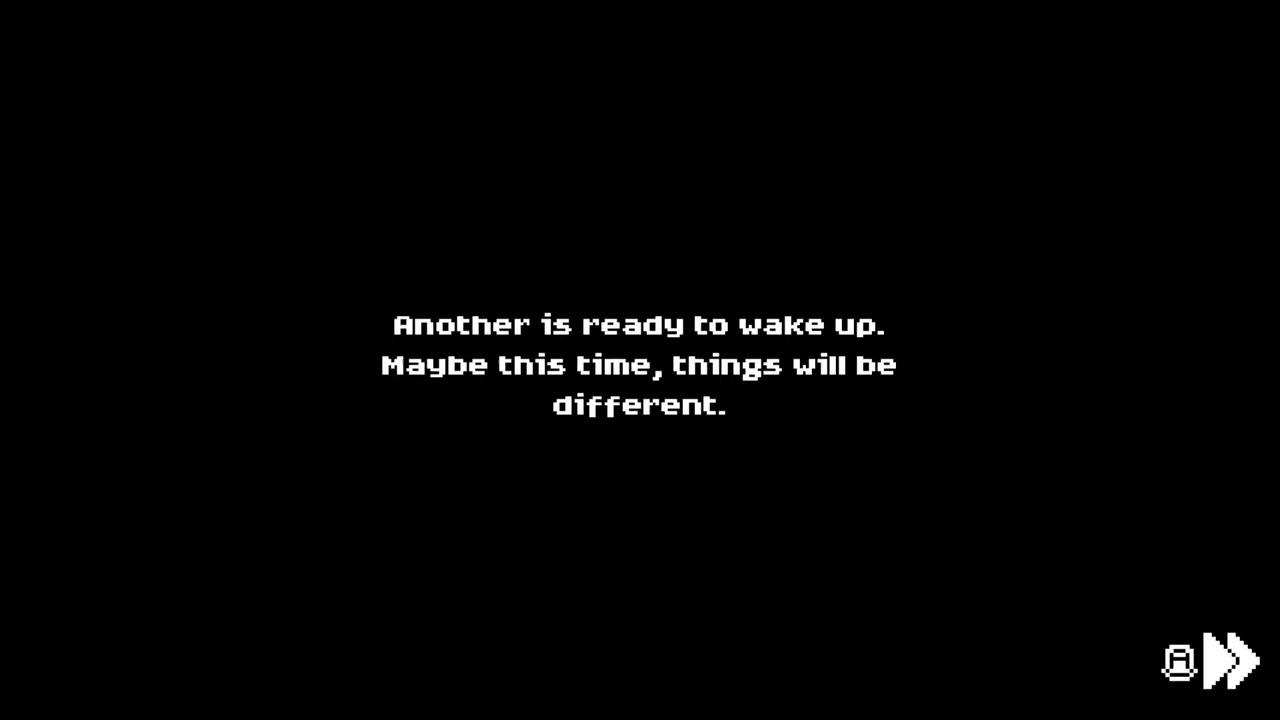 Another is ready to wake up.
Maybe this time, things will be
different.
A